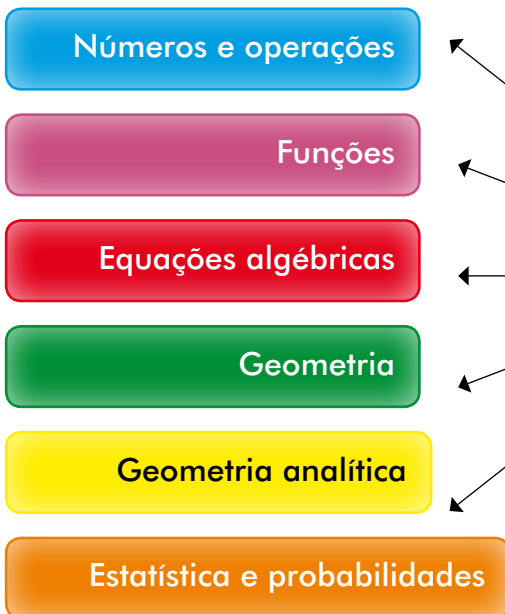 Números e operações
Funções
Equações algébricas
Geometria
Geometria analítica
Estatística e probabilidades